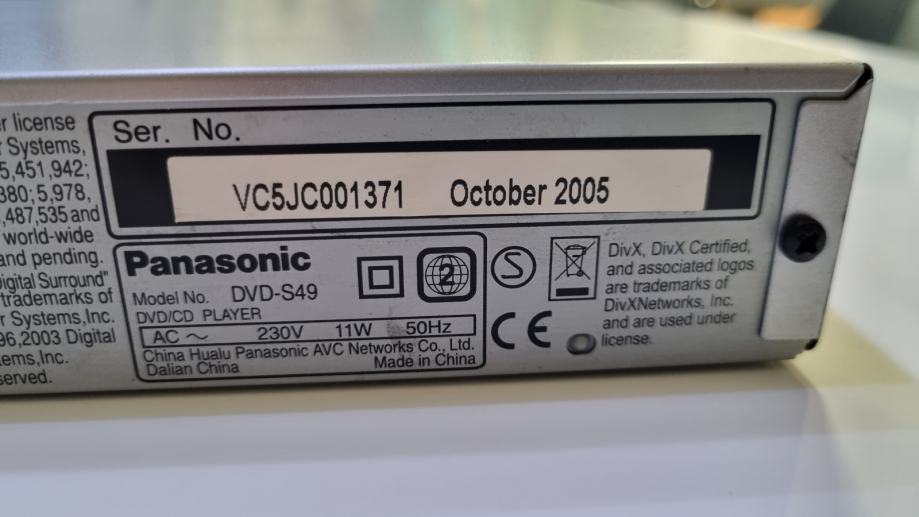 r license
r Systems,
5,451,942;
380; 5,978,
,487,535 and
world-wide
and pending.
igital Surround"
trademarks of
r Systems, Inc.
96, 2003 Digital
ems, Inc.
served.
Ser. No.
VC5JC001371 October 2005
Panasonic
Model No. DVD-S49
DVD/CD PLAYER
AC ~ 230V 11W 50Hz
China Hualu Panasonic AVC Networks Co., Ltd.
Dalian China Made in China
2
S
CE
DivX, DivX Certified,
and associated logos
are trademarks of
DivXNetworks, Inc.
and are used under
license.